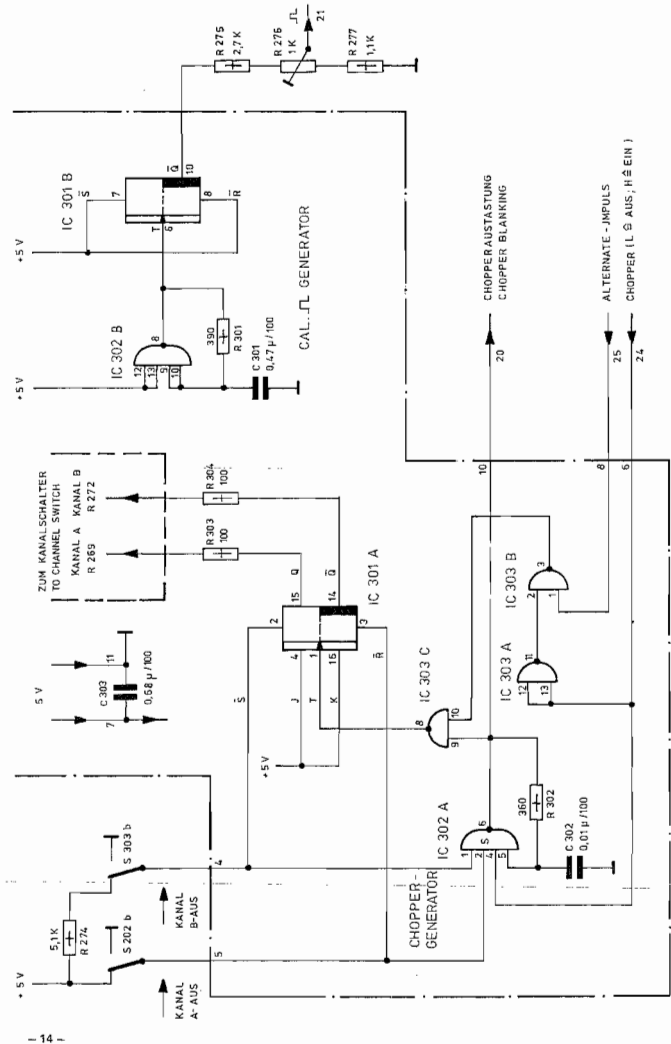 +5 V
+5 V
IC 301 B
S̄
7
T
6
Q̄
10
8
R̄
R 275
2,7 K
R 276
1 K
21
R 277
1,1K
IC 302 B
12
13
9
10
8
390
R 301
C 301
0,47 µ/100
CAL. GENERATOR
ZUM KANALSCHALTER
TO CHANNEL SWITCH
KANAL A
KANAL B
R 269
R 272
R 303
100
R 304
100
5 V
7
11
C 303
0,68 µ/100
S̄
2
J
4
T
1
K
16
Q
15
Q̄
14
3
R̄
IC 301 A
+5V
IC 303 C
8
9
10
+ 5 V
5,1 K
R 274
S 303 b
S 202 b
KANAL
B-AUS
KANAL
A- AUS
4
5
CHOPPER-
GENERATOR
IC 302 A
1
2
4
5
S
6
360
R 302
C 302
0,01 µ/100
IC 303 A
12
13
11
IC 303 B
2
1
3
10
20
CHOPPERAUSTASTUNG
CHOPPER BLANKING
8
25
ALTERNATE -JMPULS
6
24
CHOPPER ( L ≙ AUS ; H ≙ EIN )
– 14 –